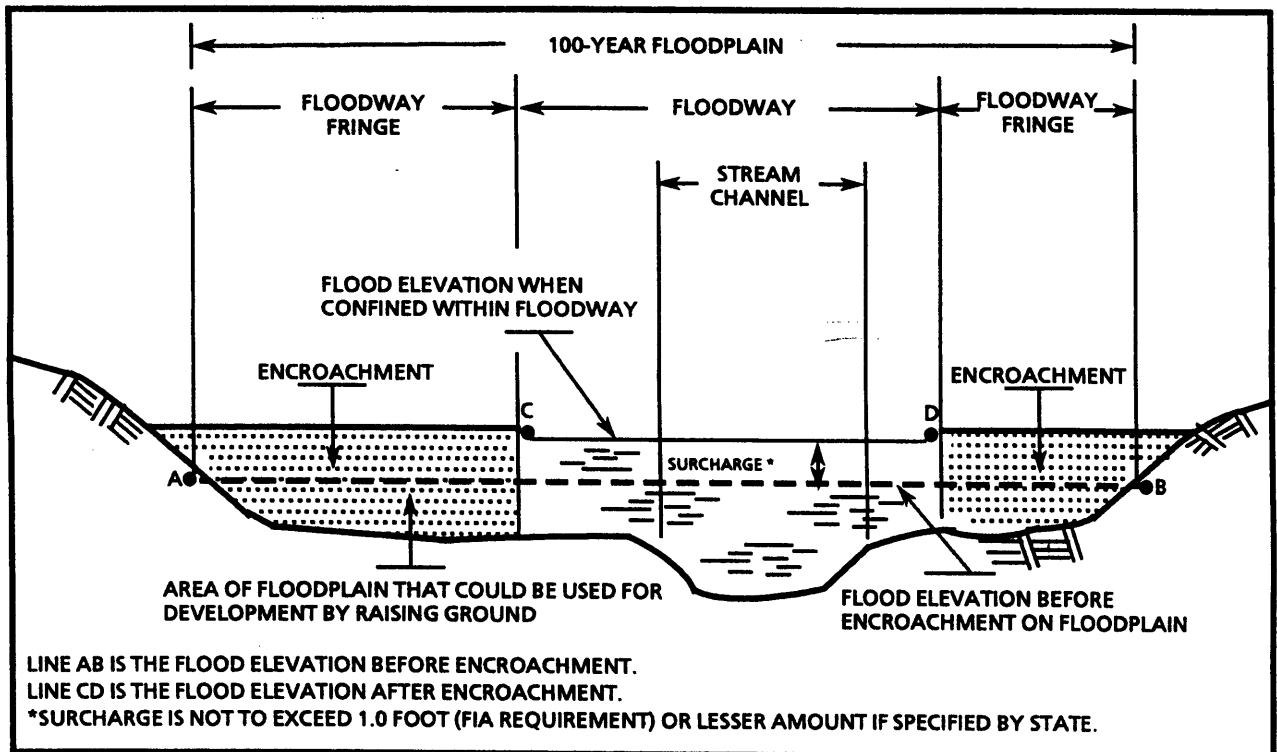 100-YEAR FLOODPLAIN
FLOODWAY
FRINGE
FLOODWAY
FLOODWAY
FRINGE
STREAM
CHANNEL
FLOOD ELEVATION WHEN
CONFINED WITHIN FLOODWAY
ENCROACHMENT
ENCROACHMENT
C
D
SURCHARGE *
A
B
AREA OF FLOODPLAIN THAT COULD BE USED FOR
DEVELOPMENT BY RAISING GROUND
FLOOD ELEVATION BEFORE
ENCROACHMENT ON FLOODPLAIN
LINE AB IS THE FLOOD ELEVATION BEFORE ENCROACHMENT.
LINE CD IS THE FLOOD ELEVATION AFTER ENCROACHMENT.
*SURCHARGE IS NOT TO EXCEED 1.0 FOOT (FIA REQUIREMENT) OR LESSER AMOUNT IF SPECIFIED BY STATE.